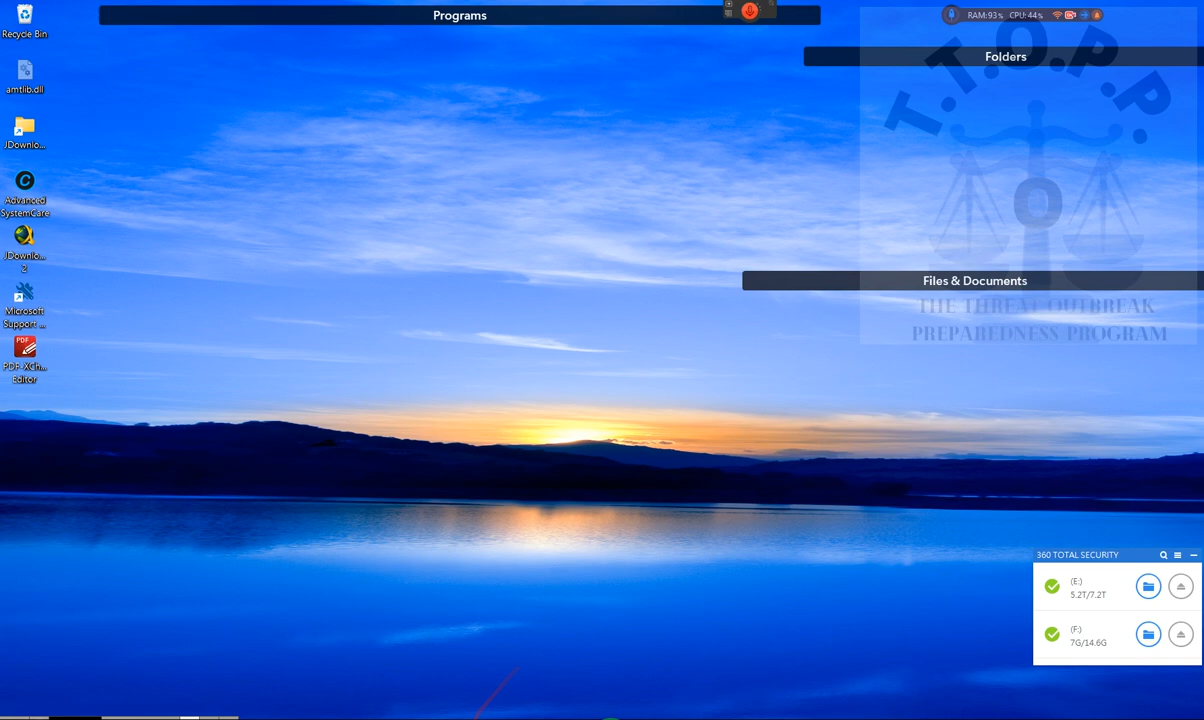 Programs
RAM:93% CPU:44%
Recycle Bin
Folders
T.T.O.P.P.
amtlib.dll
JDownlo...
Advanced
SystemCare
JDownlo...
2
Files & Documents
Microsoft
Support ...
THE THREAT OUTBREAK
PREPAREDNESS PROGRAM
PDF
PDF-XCh...
Editor
360 TOTAL SECURITY
(E:)
5.2T/7.2T
(F:)
7G/14.6G